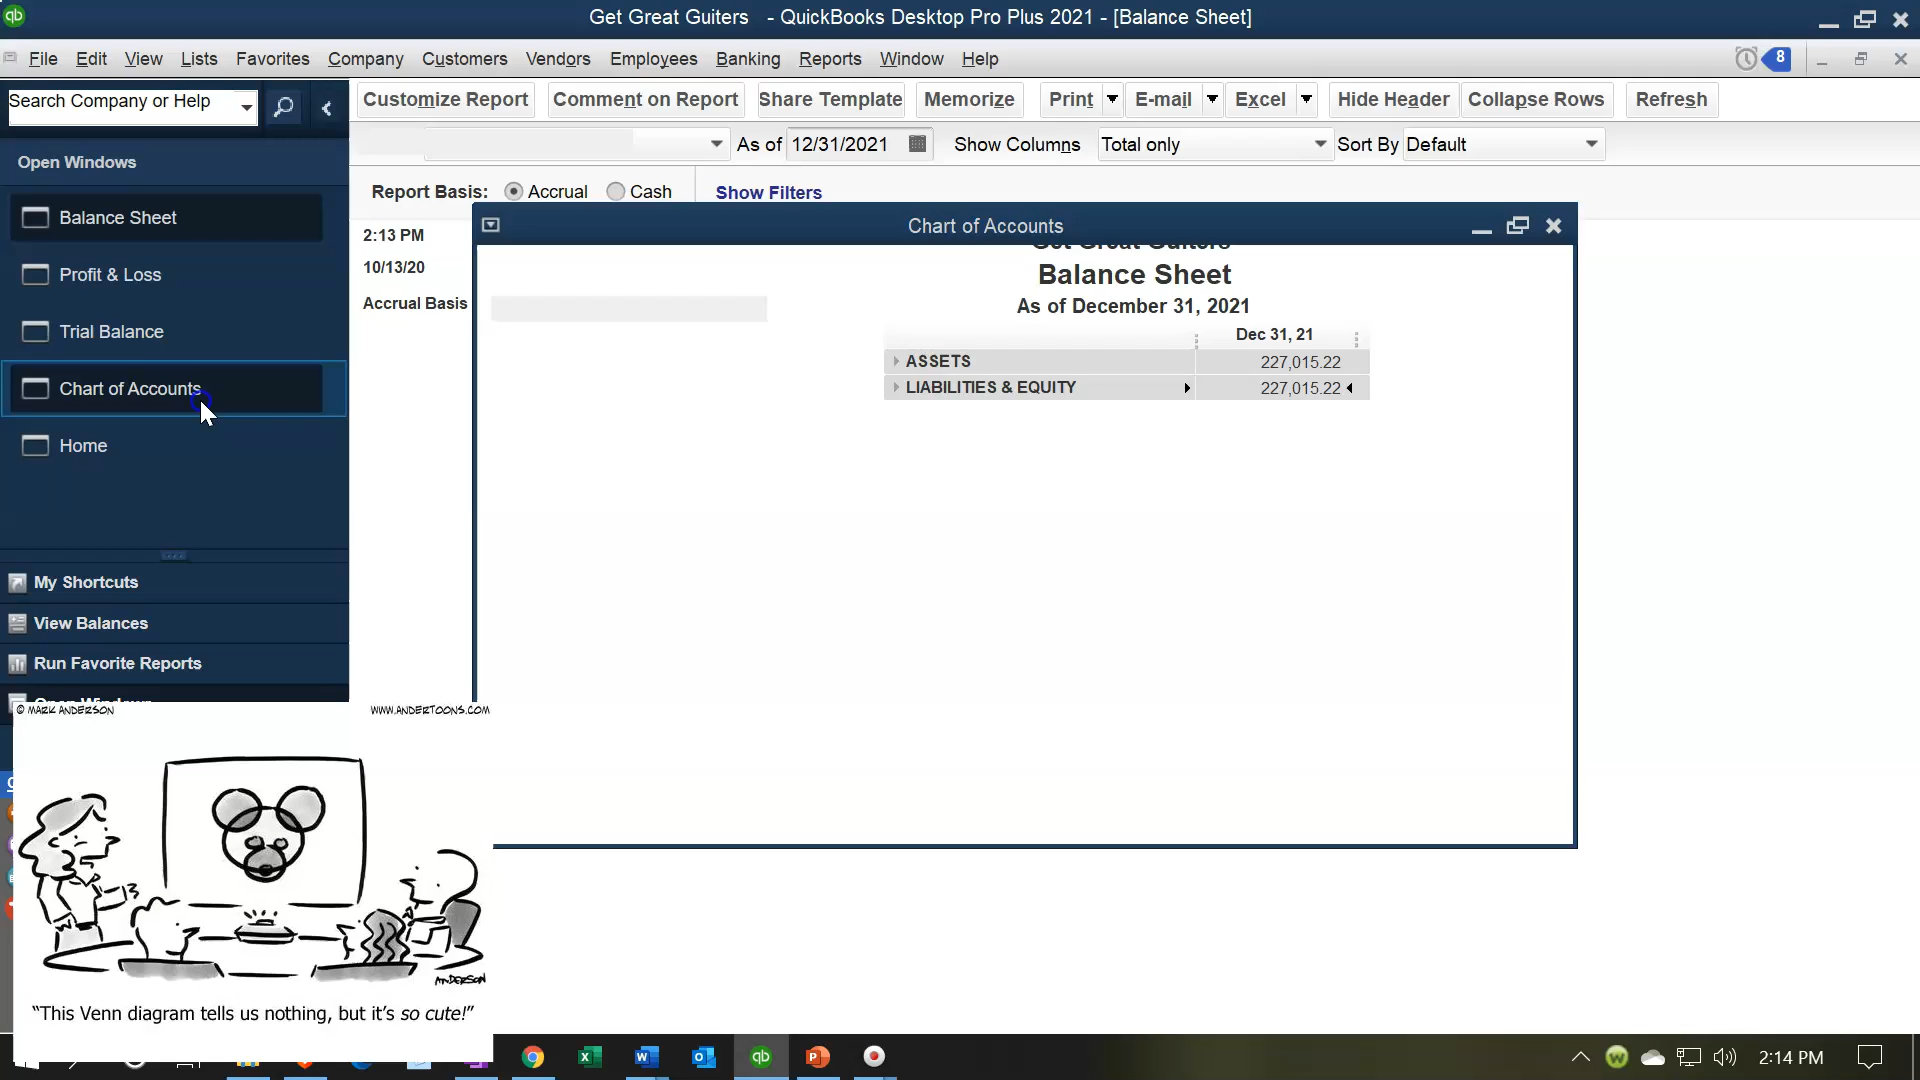 Get Great Guiters - QuickBooks Desktop Pro Plus 2021 - [Balance Sheet]
File Edit View Lists Favorites Company Customers Vendors Employees Banking Reports Window Help
8
Search Company or Help
Customize Report Comment on Report Share Template Memorize Print E-mail Excel Hide Header Collapse Rows Refresh
As of 12/31/2021 Show Columns Total only Sort By Default
Report Basis: Accrual Cash Show Filters
Open Windows
Balance Sheet
Profit & Loss
Trial Balance
Chart of Accounts
Home
My Shortcuts
View Balances
Run Favorite Reports
Open Windows
2:13 PM
10/13/20
Accrual Basis
Chart of Accounts
Get Great Guiters
Balance Sheet
As of December 31, 2021
Dec 31, 21
ASSETS 227,015.22
LIABILITIES & EQUITY 227,015.22
© MARK ANDERSON WWW.ANDERTOONS.COM
ANDERSON
“This Venn diagram tells us nothing, but it’s so cute!”
2:14 PM